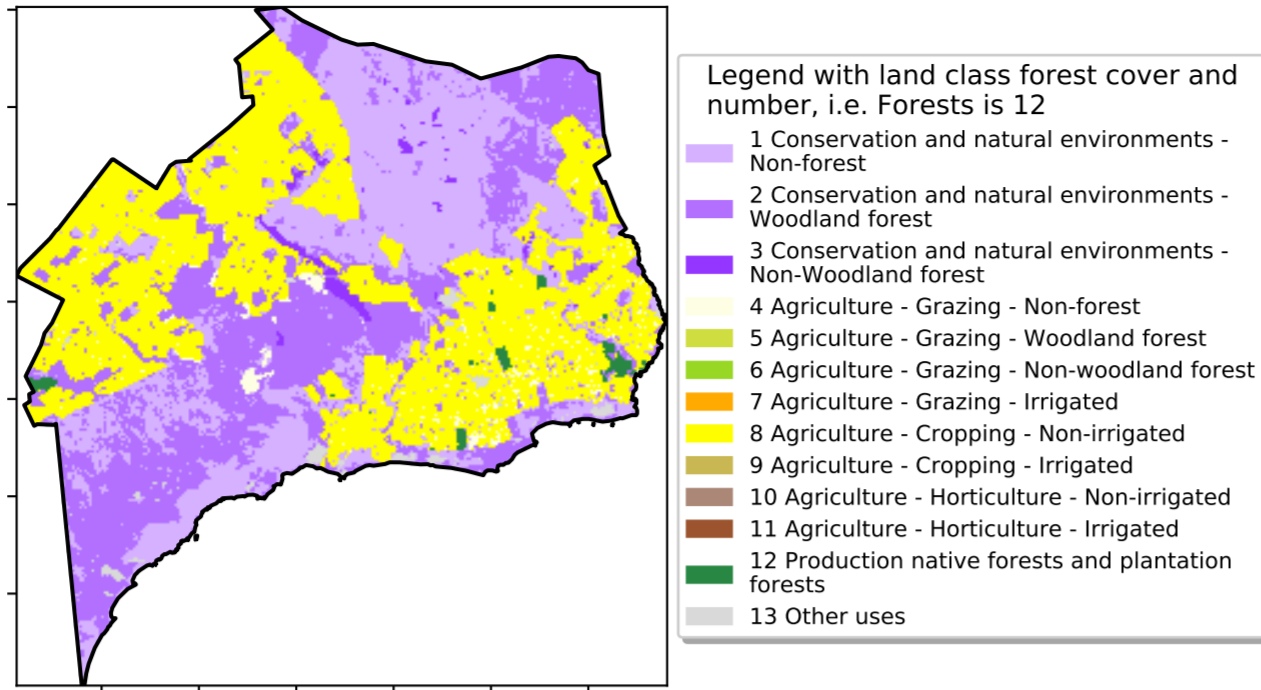 Legend with land class forest cover and
number, i.e. Forests is 12
1 Conservation and natural environments -
Non-forest
2 Conservation and natural environments -
Woodland forest
3 Conservation and natural environments -
Non-Woodland forest
4 Agriculture - Grazing - Non-forest
5 Agriculture - Grazing - Woodland forest
6 Agriculture - Grazing - Non-woodland forest
7 Agriculture - Grazing - Irrigated
8 Agriculture - Cropping - Non-irrigated
9 Agriculture - Cropping - Irrigated
10 Agriculture - Horticulture - Non-irrigated
11 Agriculture - Horticulture - Irrigated
12 Production native forests and plantation
forests
13 Other uses